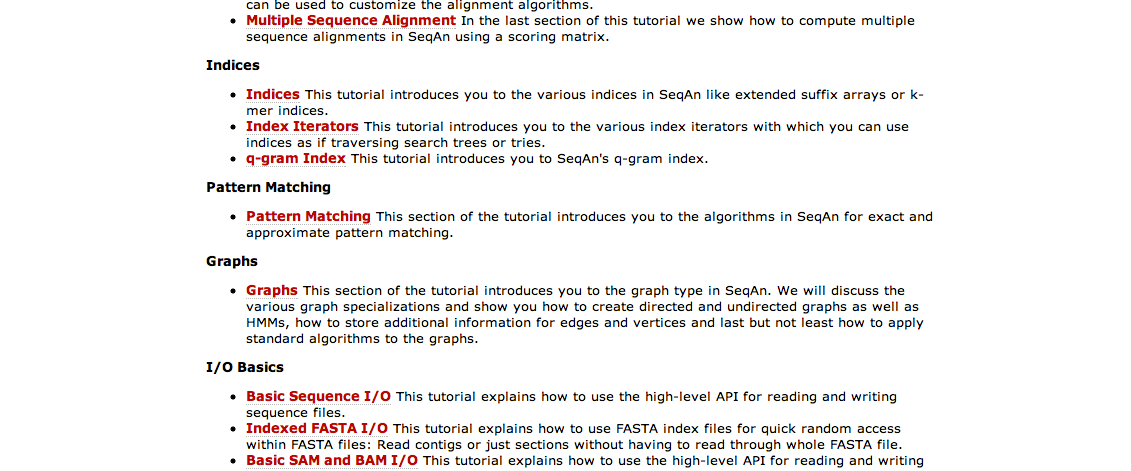 can be used to customize the alignment algorithms.
• Multiple Sequence Alignment In the last section of this tutorial we show how to compute multiple
sequence alignments in SeqAn using a scoring matrix.
Indices
• Indices This tutorial introduces you to the various indices in SeqAn like extended suffix arrays or k-
mer indices.
• Index Iterators This tutorial introduces you to the various index iterators with which you can use
indices as if traversing search trees or tries.
• q-gram Index This tutorial introduces you to SeqAn's q-gram index.
Pattern Matching
• Pattern Matching This section of the tutorial introduces you to the algorithms in SeqAn for exact and
approximate pattern matching.
Graphs
• Graphs This section of the tutorial introduces you to the graph type in SeqAn. We will discuss the
various graph specializations and show you how to create directed and undirected graphs as well as
HMMs, how to store additional information for edges and vertices and last but not least how to apply
standard algorithms to the graphs.
I/O Basics
• Basic Sequence I/O This tutorial explains how to use the high-level API for reading and writing
sequence files.
• Indexed FASTA I/O This tutorial explains how to use FASTA index files for quick random access
within FASTA files: Read contigs or just sections without having to read through whole FASTA file.
• Basic SAM and BAM I/O This tutorial explains how to use the high-level API for reading and writing